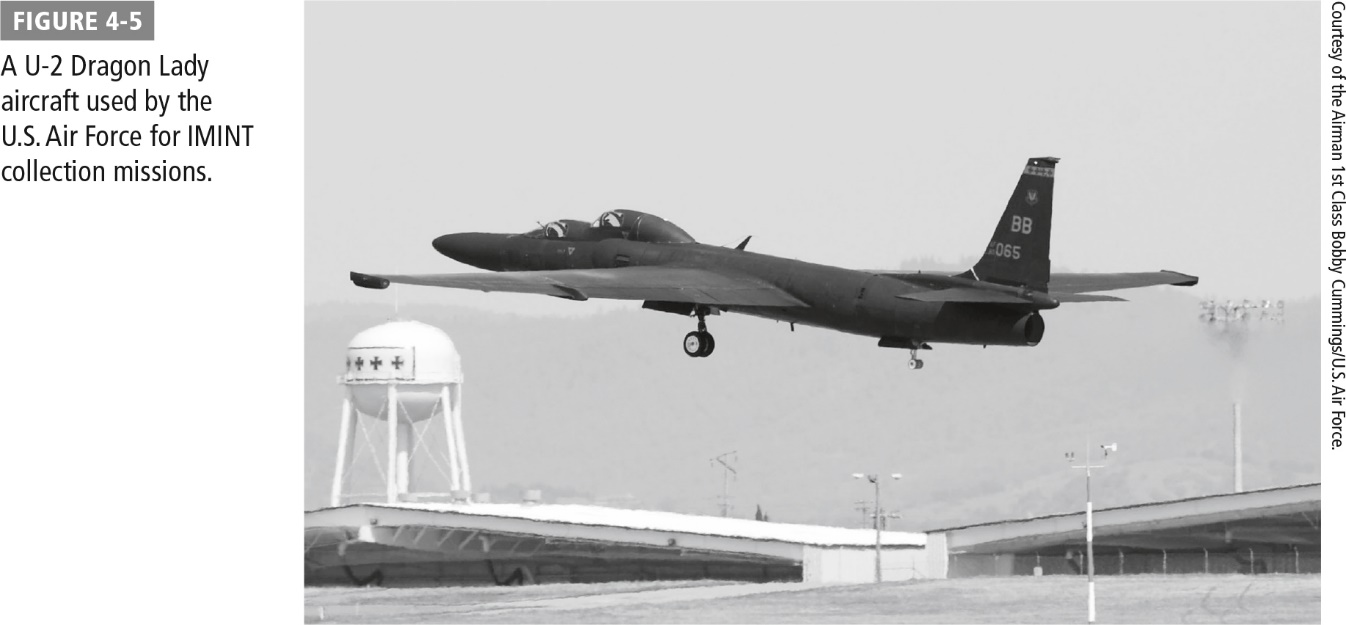 FIGURE 4-5
A U-2 Dragon Lady
aircraft used by the
U.S. Air Force for IMINT
collection missions.
BB
065
Courtesy of the Airman 1st Class Bobby Cummings/U.S. Air Force.